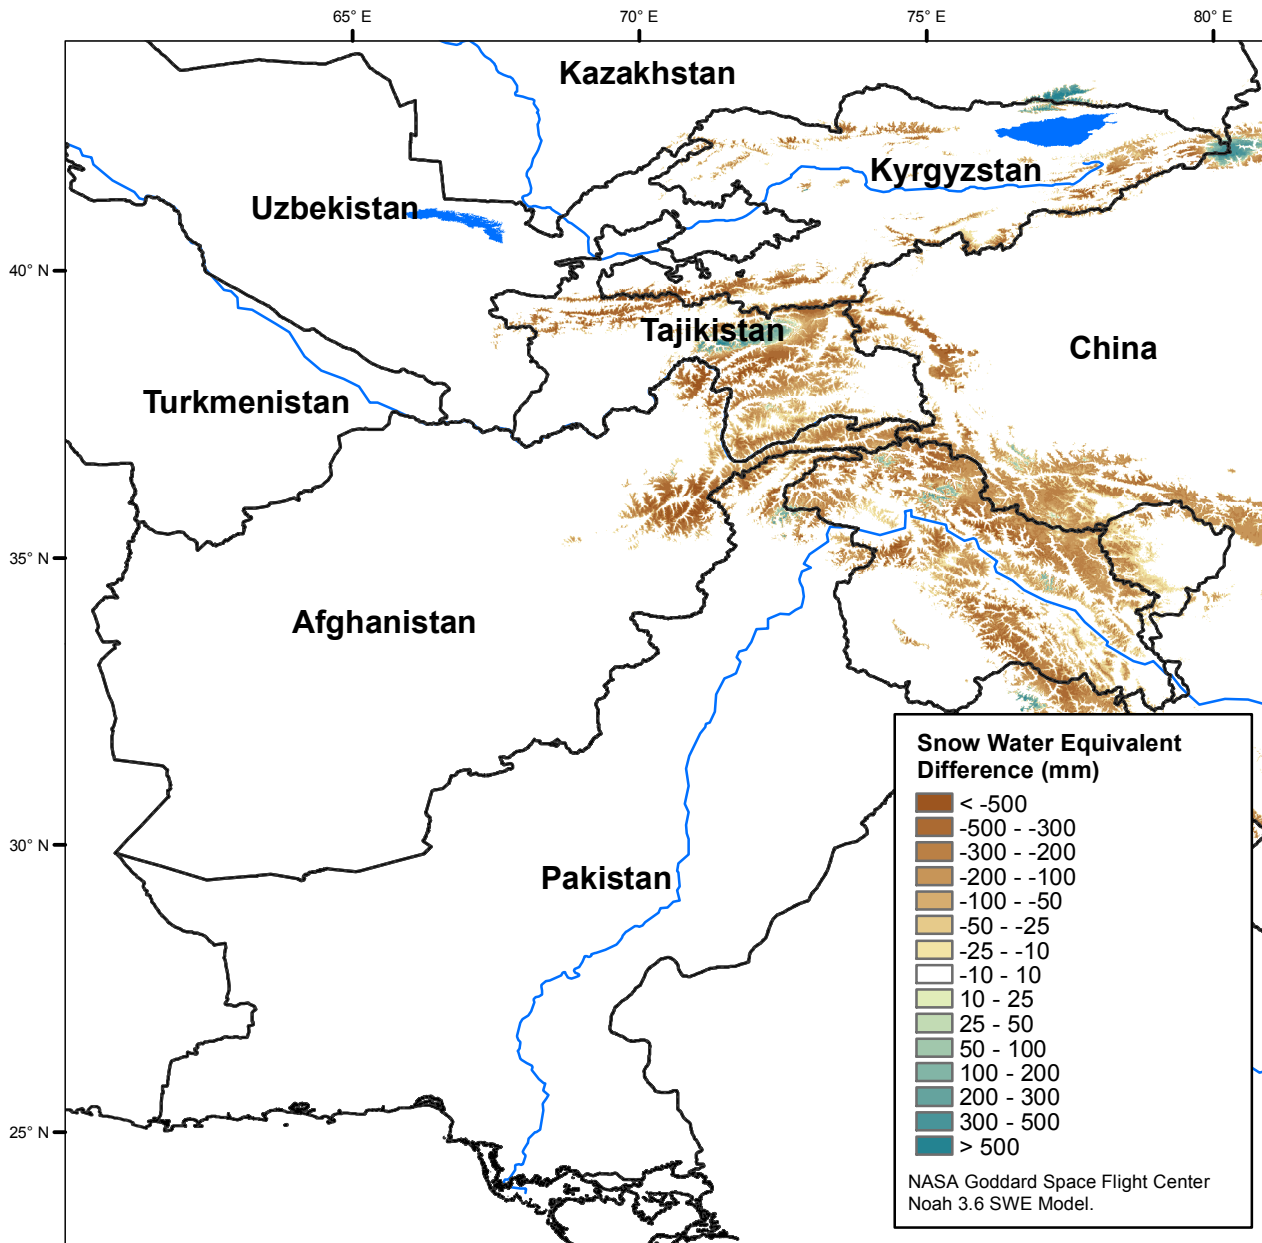 65° E
70° E
75° E
80° E
Kazakhstan
Kyrgyzstan
Uzbekistan
40° N
Tajikistan
China
Turkmenistan
35° N
Afghanistan
Snow Water Equivalent
Difference (mm)
< -500
-500 - -300
-300 - -200
-200 - -100
-100 - -50
-50 - -25
-25 - -10
-10 - 10
10 - 25
25 - 50
50 - 100
100 - 200
200 - 300
300 - 500
> 500
30° N
Pakistan
25° N
NASA Goddard Space Flight Center
Noah 3.6 SWE Model.